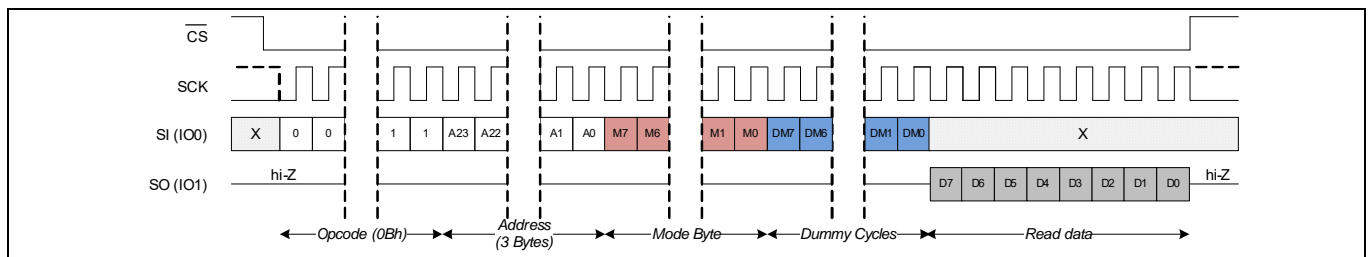 CS
SCK
SI (IO0) X 0 0 1 1 A23 A22 A1 A0 M7 M6 M1 M0 DM7 DM6 DM1 DM0 X
hi-Z hi-Z
SO (IO1) D7 D6 D5 D4 D3 D2 D1 D0
Opcode (0Bh) Address (3 Bytes) Mode Byte Dummy Cycles Read data